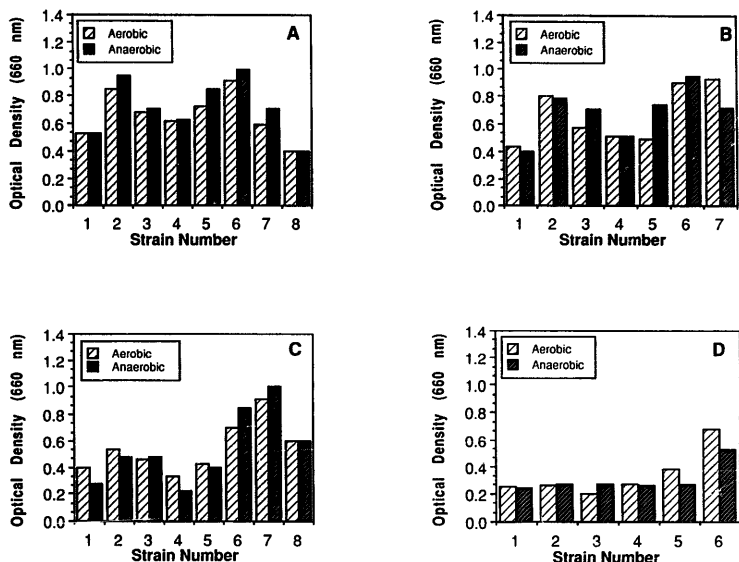 1.4
1.2
1.0
0.8
0.6
0.4
0.2
0.0
Optical Density (660 nm)
Aerobic
Anaerobic
A
1 2 3 4 5 6 7 8
Strain Number
1.4
1.2
1.0
0.8
0.6
0.4
0.2
0.0
Optical Density (660 nm)
Aerobic
Anaerobic
B
1 2 3 4 5 6 7
Strain Number
1.4
1.2
1.0
0.8
0.6
0.4
0.2
0.0
Optical Density (660 nm)
Aerobic
Anaerobic
C
1 2 3 4 5 6 7 8
Strain Number
1.4
1.2
1.0
0.8
0.6
0.4
0.2
0.0
Optical Density (660 nm)
Aerobic
Anaerobic
D
1 2 3 4 5 6
Strain Number